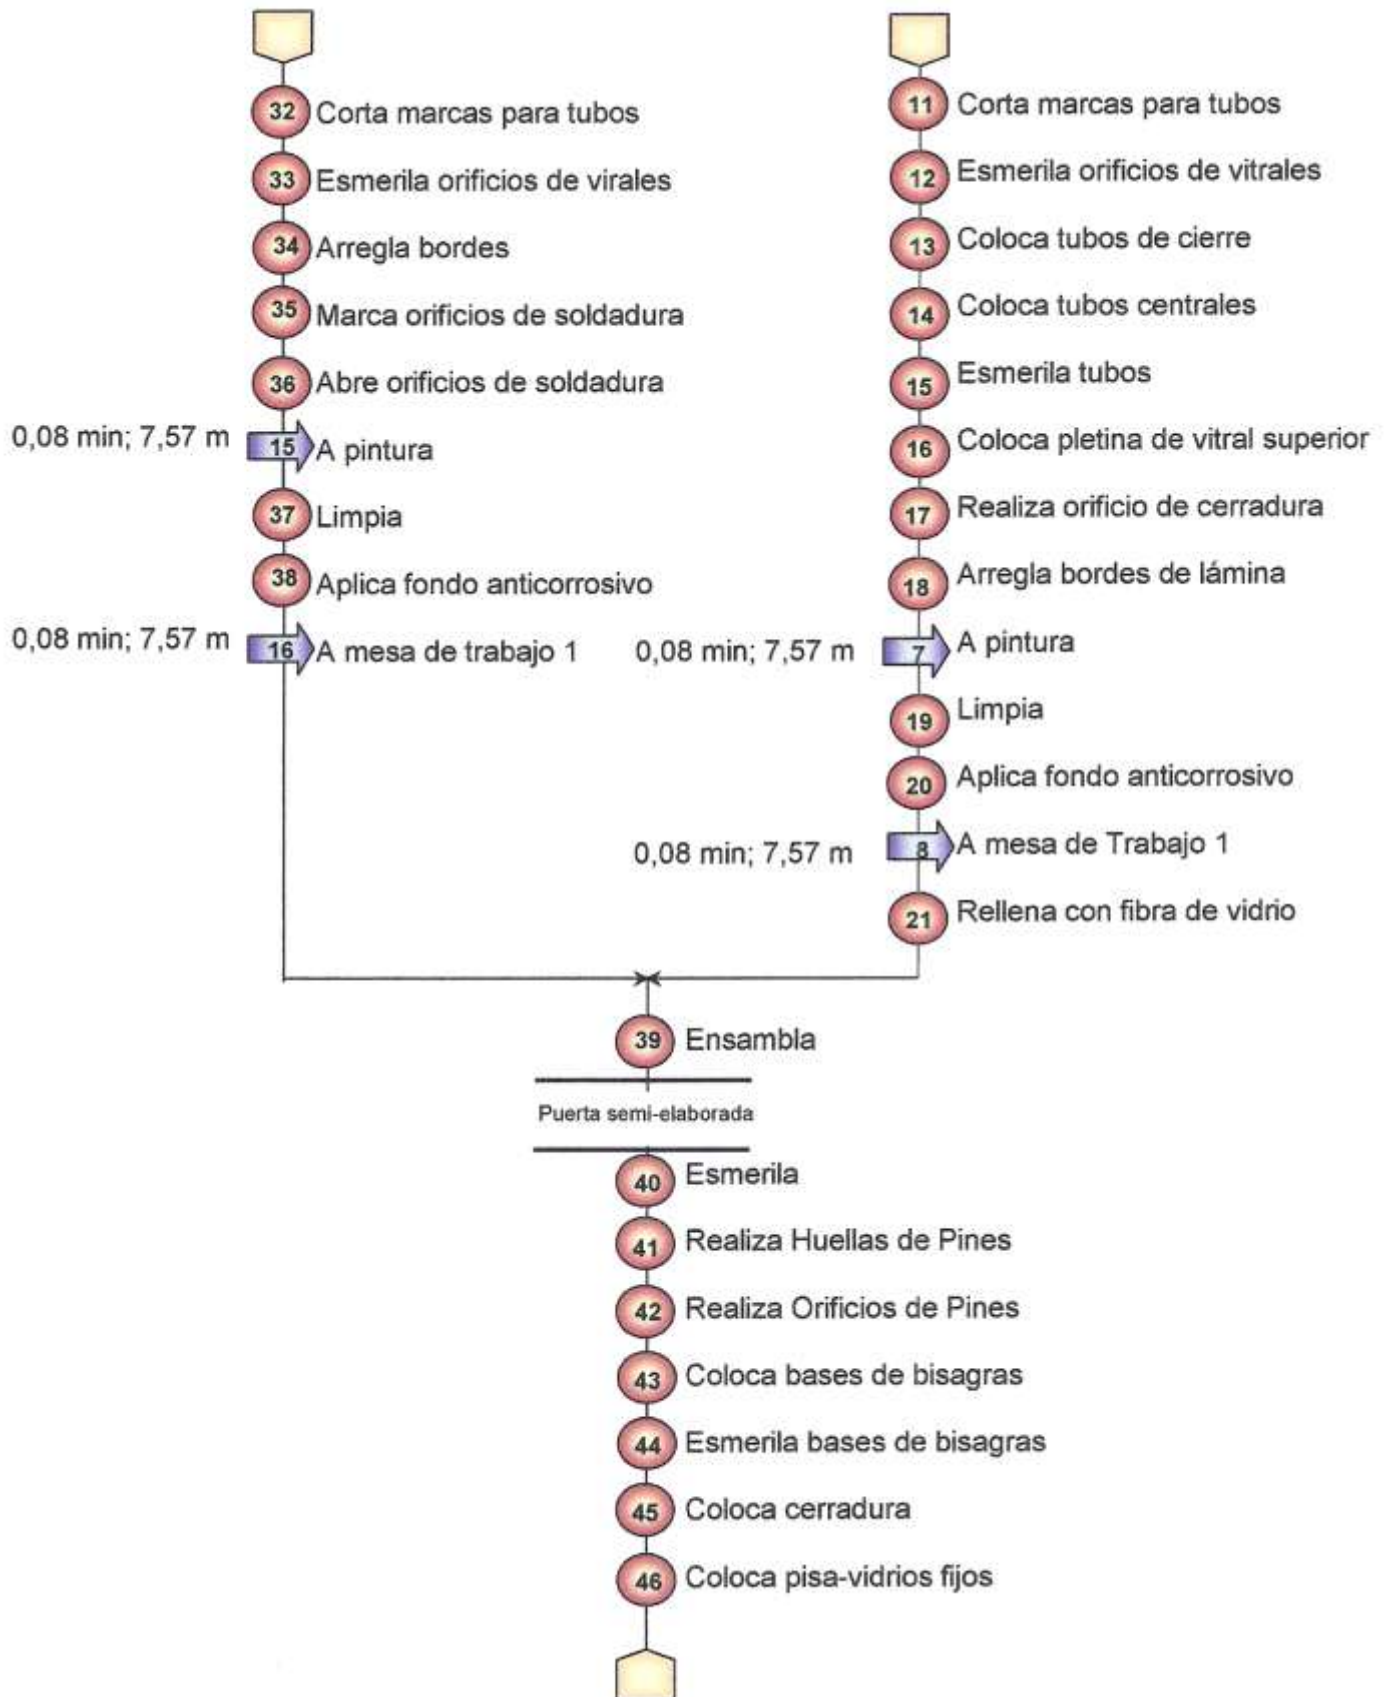 32 Corta marcas para tubos
33 Esmerila orificios de virales
34 Arregla bordes
35 Marca orificios de soldadura
36 Abre orificios de soldadura
0,08 min; 7,57 m 15 A pintura
37 Limpia
38 Aplica fondo anticorrosivo
0,08 min; 7,57 m 16 A mesa de trabajo 1
11 Corta marcas para tubos
12 Esmerila orificios de vitrales
13 Coloca tubos de cierre
14 Coloca tubos centrales
15 Esmerila tubos
16 Coloca pletina de vitral superior
17 Realiza orificio de cerradura
18 Arregla bordes de lámina
0,08 min; 7,57 m 7 A pintura
19 Limpia
20 Aplica fondo anticorrosivo
0,08 min; 7,57 m 8 A mesa de Trabajo 1
21 Rellena con fibra de vidrio
39 Ensambla
Puerta semi-elaborada
40 Esmerila
41 Realiza Huellas de Pines
42 Realiza Orificios de Pines
43 Coloca bases de bisagras
44 Esmerila bases de bisagras
45 Coloca cerradura
46 Coloca pisa-vidrios fijos